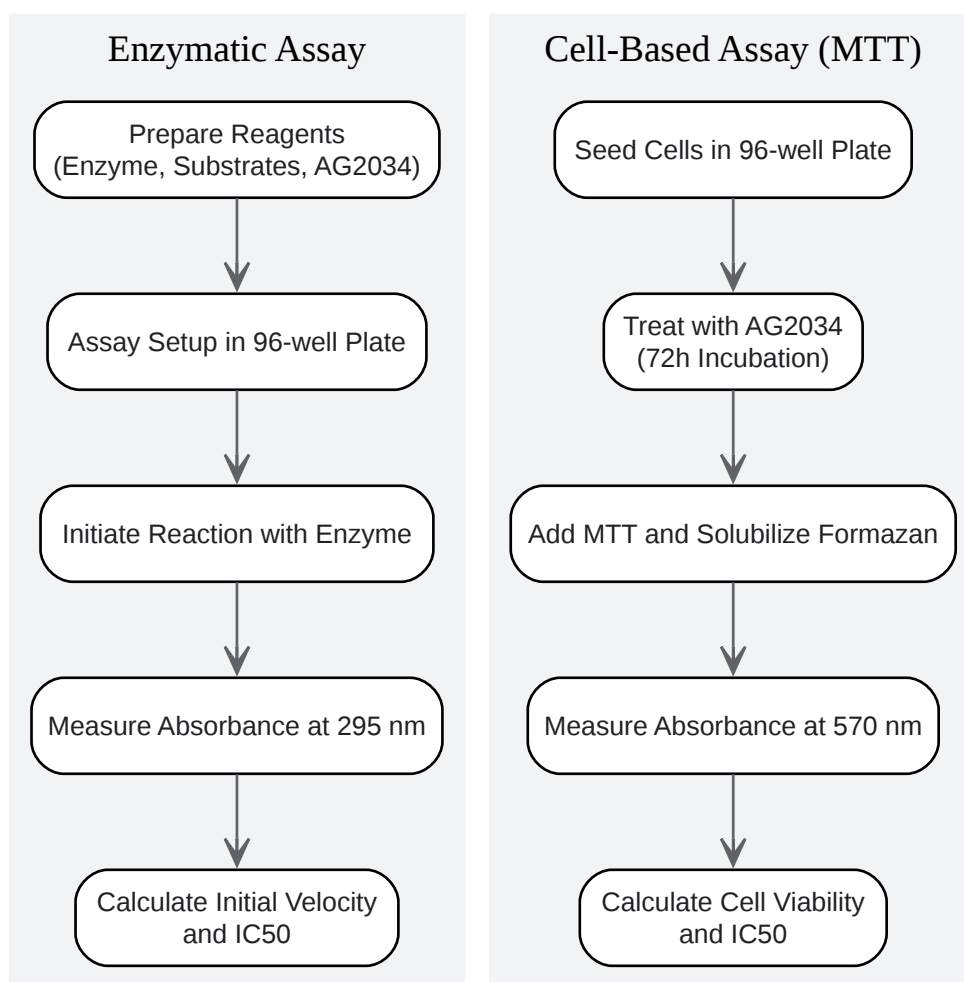 Enzymatic Assay
Prepare Reagents
(Enzyme, Substrates, AG2034)
Assay Setup in 96-well Plate
Initiate Reaction with Enzyme
Measure Absorbance at 295 nm
Calculate Initial Velocity
and IC50
Cell-Based Assay (MTT)
Seed Cells in 96-well Plate
Treat with AG2034
(72h Incubation)
Add MTT and Solubilize Formazan
Measure Absorbance at 570 nm
Calculate Cell Viability
and IC50